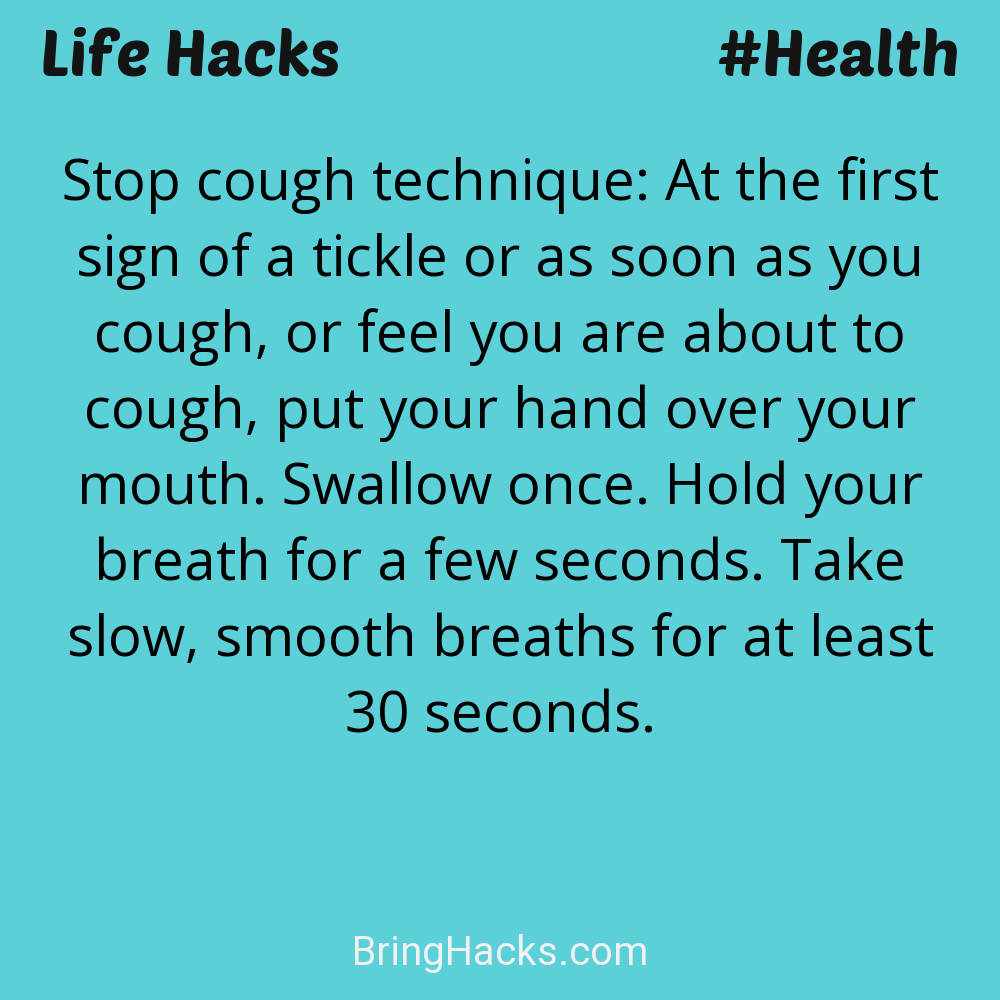 Life Hacks #Health
Stop cough technique: At the first
sign of a tickle or as soon as you
cough, or feel you are about to
cough, put your hand over your
mouth. Swallow once. Hold your
breath for a few seconds. Take
slow, smooth breaths for at least
30 seconds.
BringHacks.com